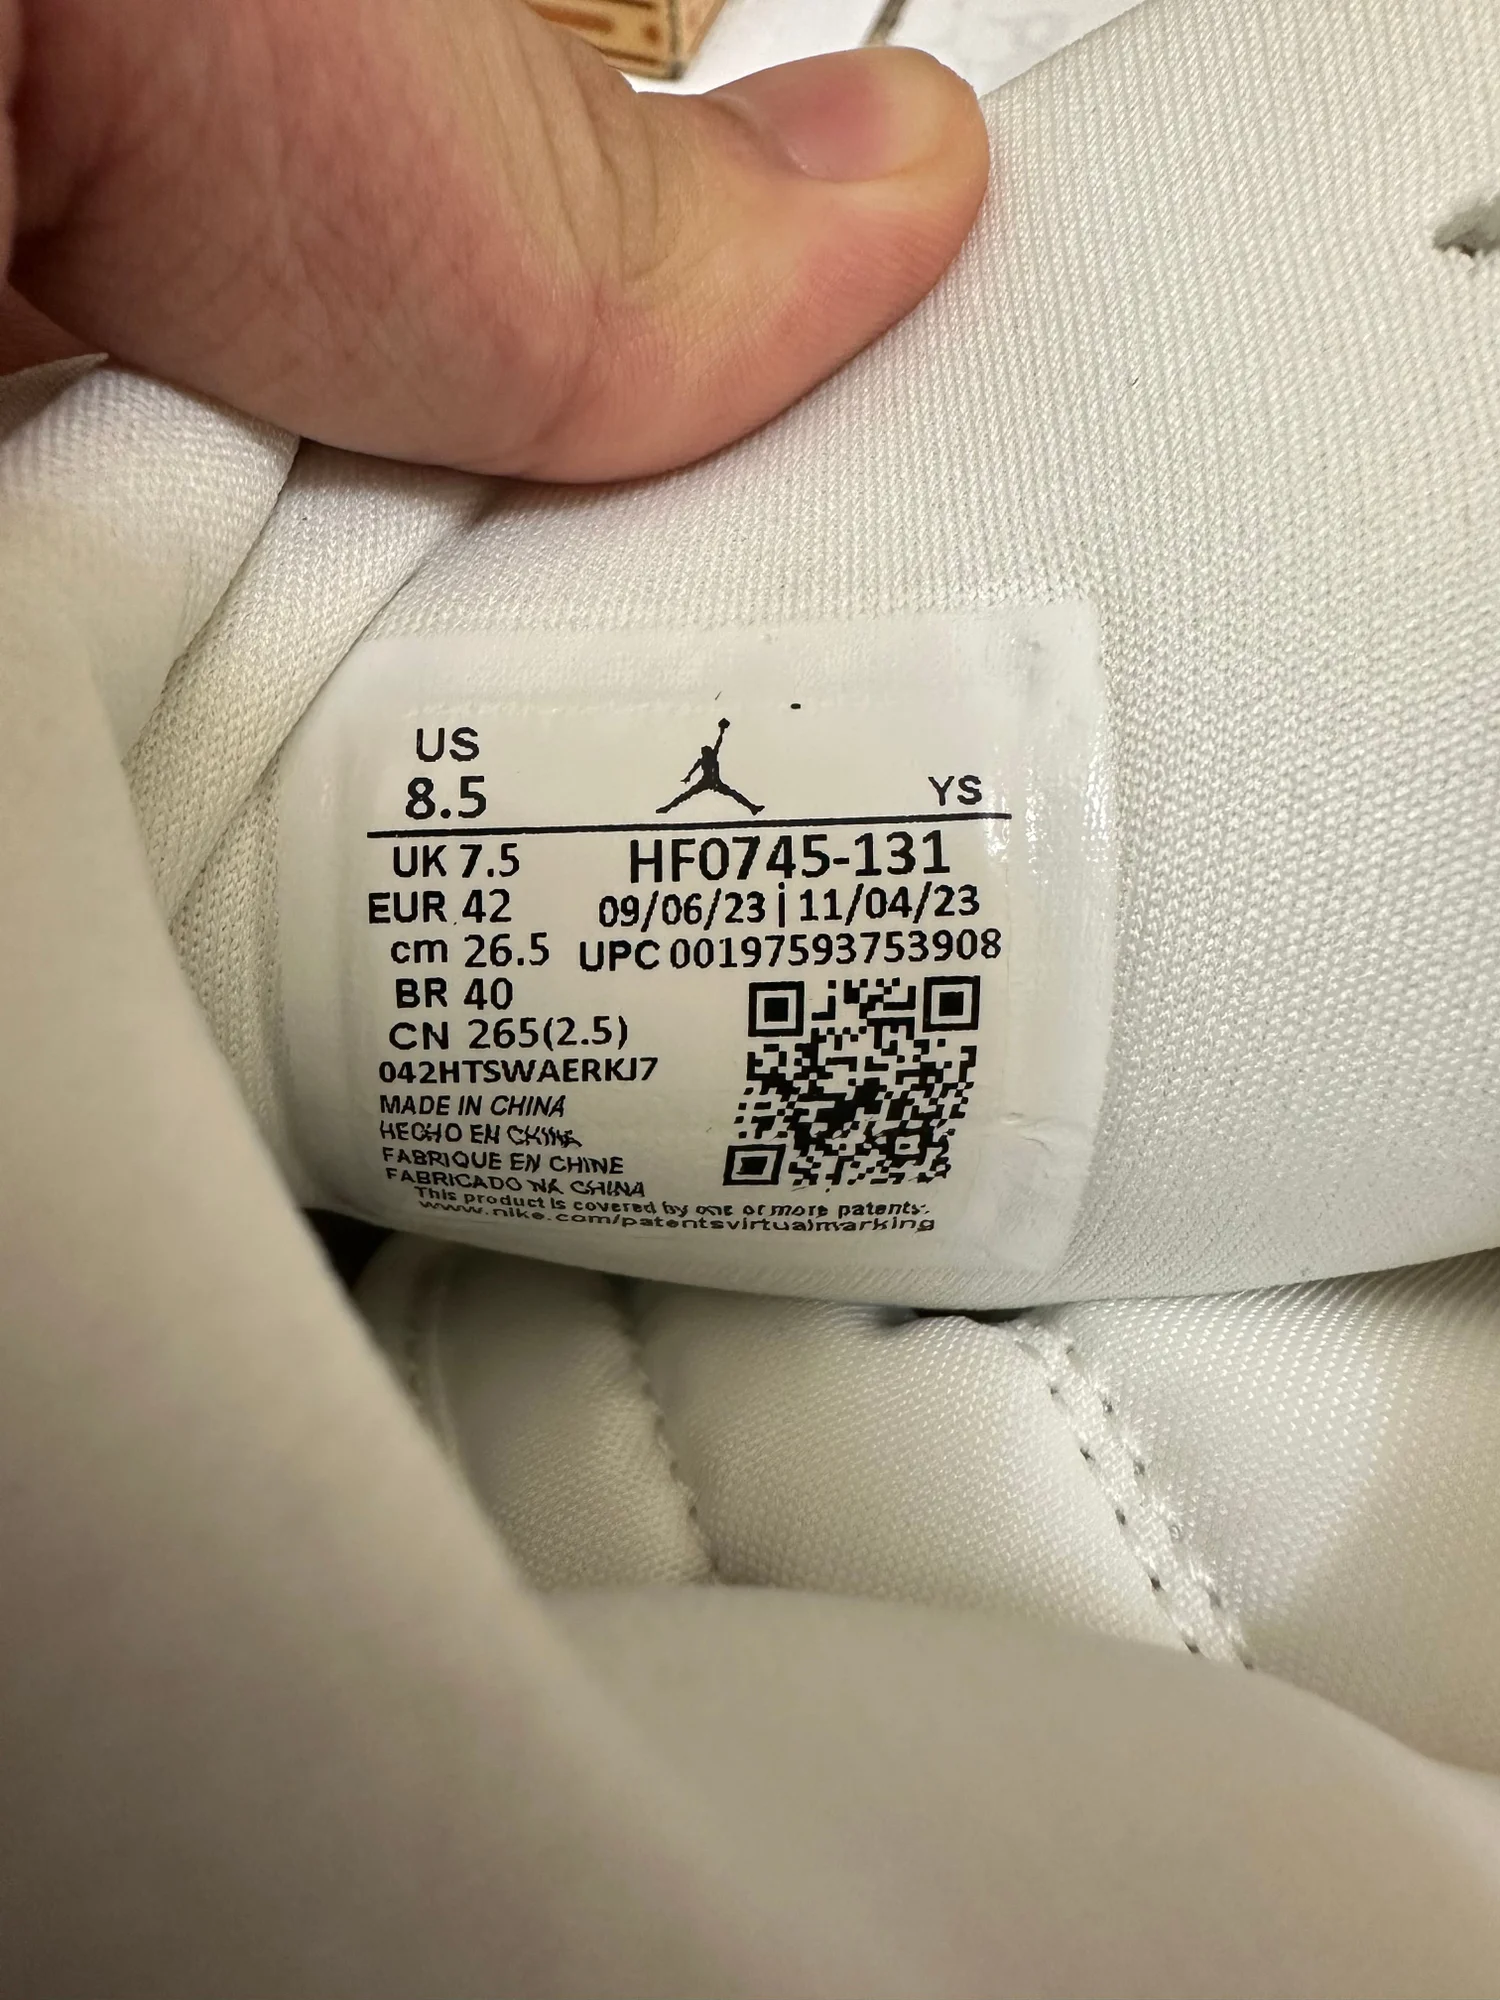 US
8.5 YS
UK 7.5 HF0745-131
EUR 42 09/06/23 | 11/04/23
cm 26.5 UPC 00197593753908
BR 40
CN 265(2.5)
042HTSWAERKJ7
MADE IN CHINA
HECHO EN CHINA
FABRIQUE EN CHINE
FABRICADO NA CHINA
This product is covered by one or more patents.
www.nike.com/patentsvirtualmarking